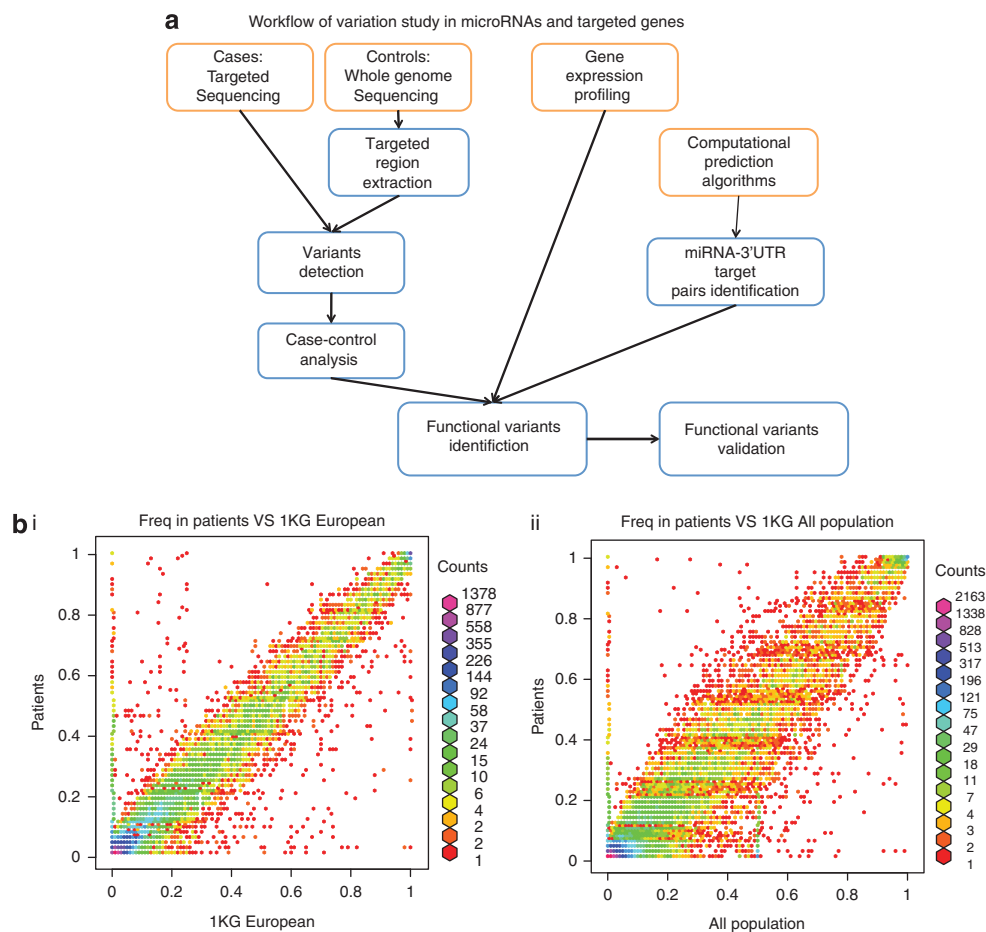 a Workflow of variation study in microRNAs and targeted genes
Cases:
Targeted
Sequencing
Controls:
Whole genome
Sequencing
Gene
expression
profiling
Targeted
region
extraction
Computational
prediction
algorithms
Variants
detection
miRNA-3'UTR
target
pairs identification
Case-control
analysis
Functional variants
identifiction
Functional variants
validation
b i
Freq in patients VS 1KG European
Patients
1
0.8
0.6
0.4
0.2
0
0 0.2 0.4 0.6 0.8 1
1KG European
Counts
1378
877
558
355
226
144
92
58
37
24
15
10
6
4
2
2
1
ii
Freq in patients VS 1KG All population
Patients
1
0.8
0.6
0.4
0.2
0
0 0.2 0.4 0.6 0.8 1
All population
Counts
2163
1338
828
513
317
196
121
75
47
29
18
11
7
4
3
2
1